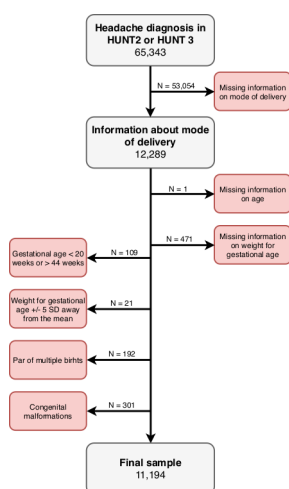 Headache diagnosis in
HUNT2 or HUNT 3
65,343
N = 53,054
Missing information
on mode of delivery
Information about mode
of delivery
12,289
N = 1
Missing information
on age
N = 471
Missing information
on weight for
gestational age
Gestational age < 20
weeks or > 44 weeks
N = 109
Weight for gestational
age +/- 5 SD away
from the mean
N = 21
Par of multiple birhts
N = 192
Congenital
malformations
N = 301
Final sample
11,194